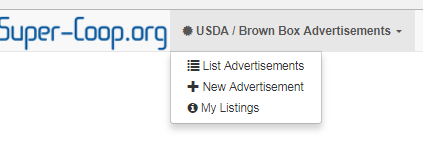 Super-Coop.org USDA / Brown Box Advertisements
List Advertisements
New Advertisement
My Listings